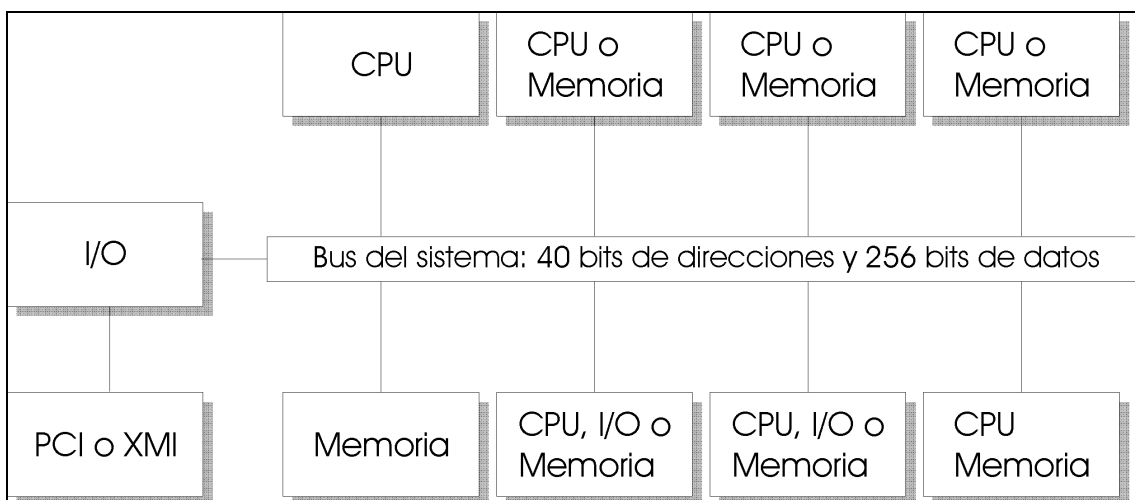 CPU
CPU o
Memoria
CPU o
Memoria
CPU o
Memoria
I/O
Bus del sistema: 40 bits de direcciones y 256 bits de datos
PCI o XMI
Memoria
CPU, I/O o
Memoria
CPU, I/O o
Memoria
CPU
Memoria